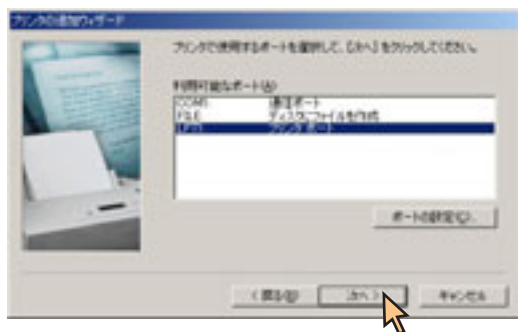 プリンタの追加ウィザード
プリンタで使用するポートを選択して、[次へ] をクリックしてください。
利用可能なポート(A)
通信ポート
FILE ディスクにファイルを作成
LPT1: プリンタ ポート
ポートの設定(C)...
< 戻る(B)
次へ >
キャンセル